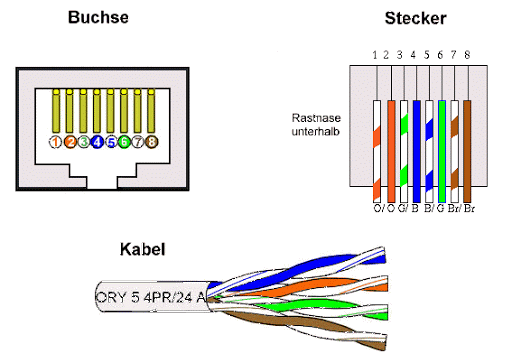 Buchse
1 2 3 4 5 6 7 8
Stecker
1 2 3 4 5 6 7 8
Rastnase
unterhalb
O/ O G/ B B/ G Br/ Br
Kabel
ORY 5 4PR/24 A